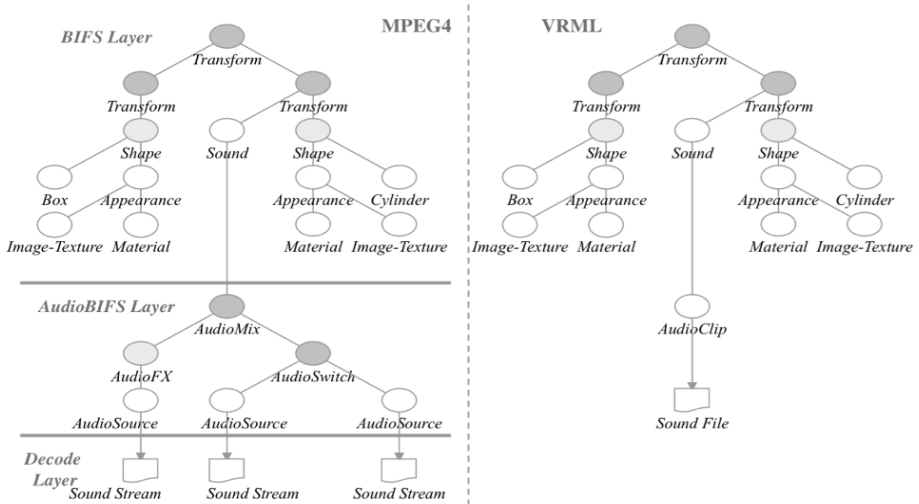 BIFS Layer MPEG4 VRML
Transform Transform
Transform Transform Transform Transform
Shape Sound Shape Shape Sound Shape
Box Appearance Appearance Cylinder Box Appearance Appearance Cylinder
Image-Texture Material Material Image-Texture Image-Texture Material Material Image-Texture
AudioBIFS Layer
AudioMix AudioClip
AudioFX AudioSwitch
AudioSource AudioSource AudioSource Sound File
Decode
Layer
Sound Stream Sound Stream Sound Stream